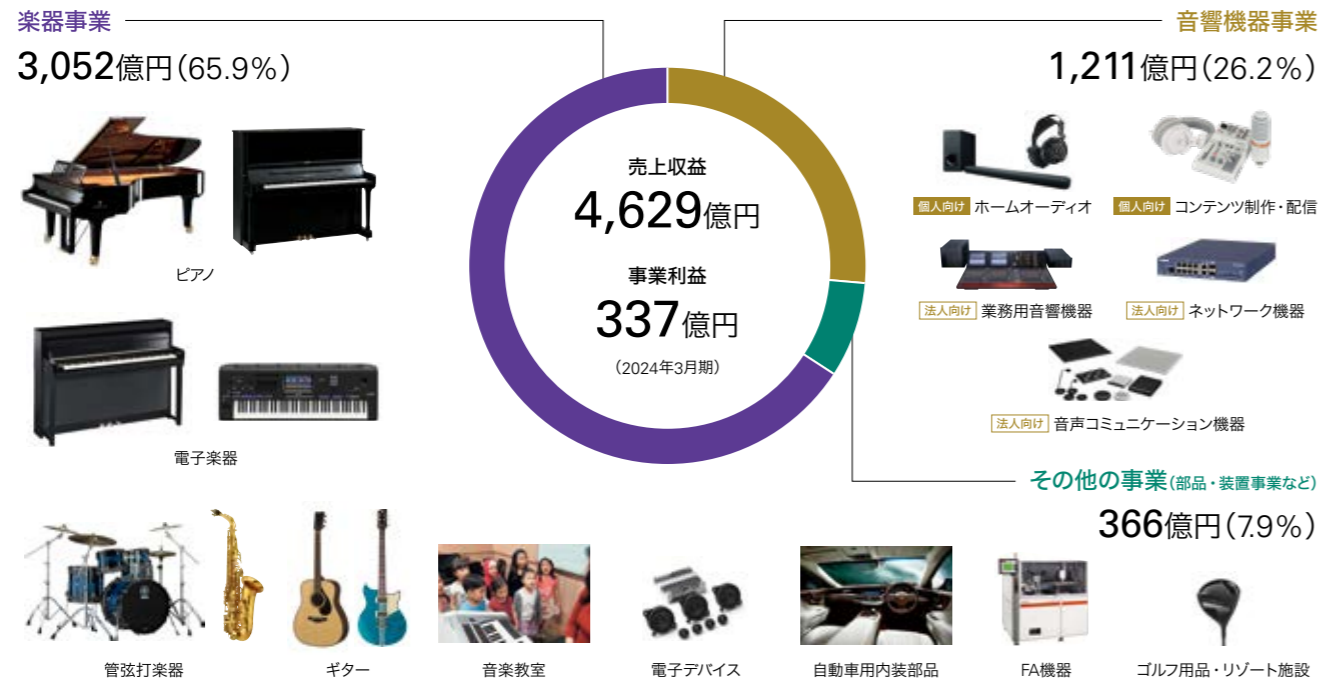 楽器事業
3,052億円(65.9%)
ピアノ
電子楽器
管弦打楽器
ギター
音楽教室
売上収益
4,629億円
事業利益
337億円
(2024年3月期)
音響機器事業
1,211億円(26.2%)
個人向け ホームオーディオ
個人向け コンテンツ制作・配信
法人向け 業務用音響機器
法人向け ネットワーク機器
法人向け 音声コミュニケーション機器
その他の事業(部品・装置事業など)
366億円(7.9%)
電子デバイス
自動車用内装部品
FA機器
ゴルフ用品・リゾート施設